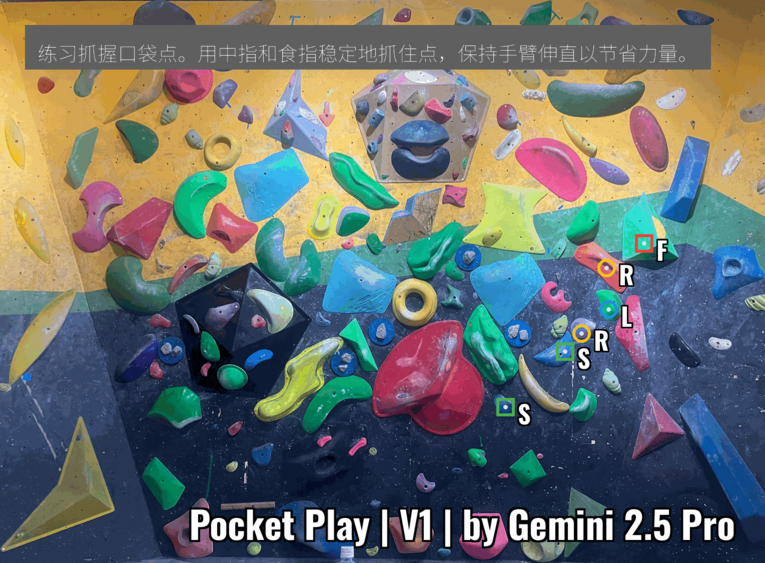 练习抓握口袋点。用中指和食指稳定地抓住点，保持手臂伸直以节省力量。
F
R
L
R
S
S
Pocket Play | V1 | by Gemini 2.5 Pro